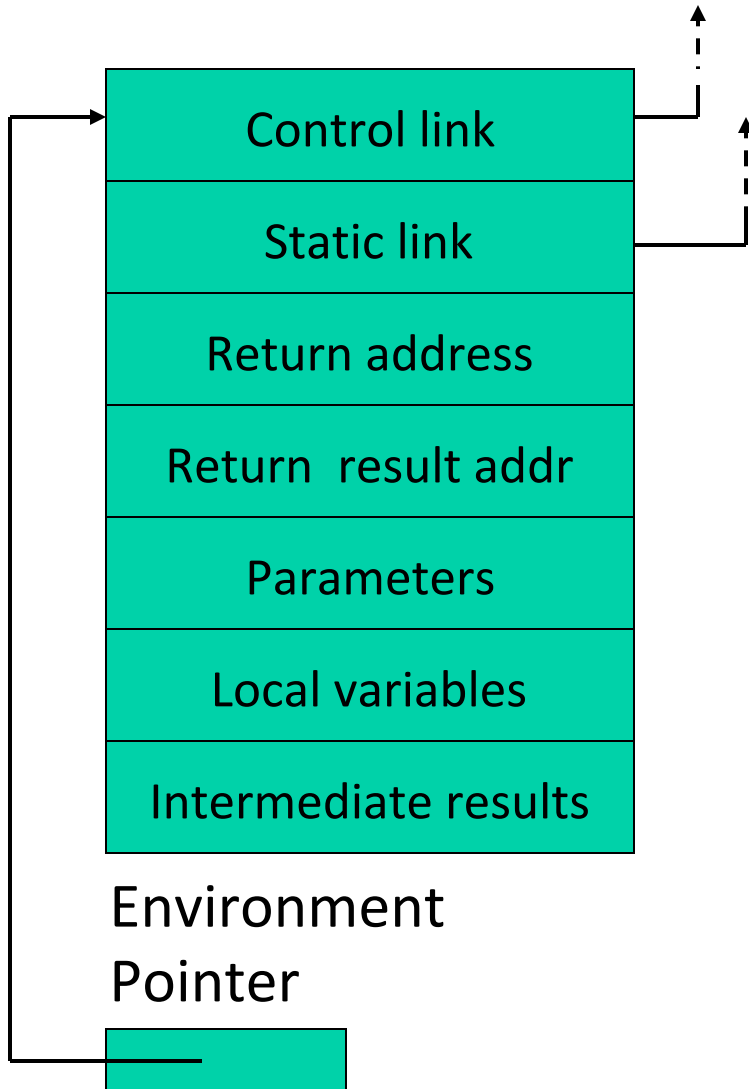 Control link
Static link
Return address
Return  result addr
Parameters
Local variables
Intermediate results
Environment
Pointer